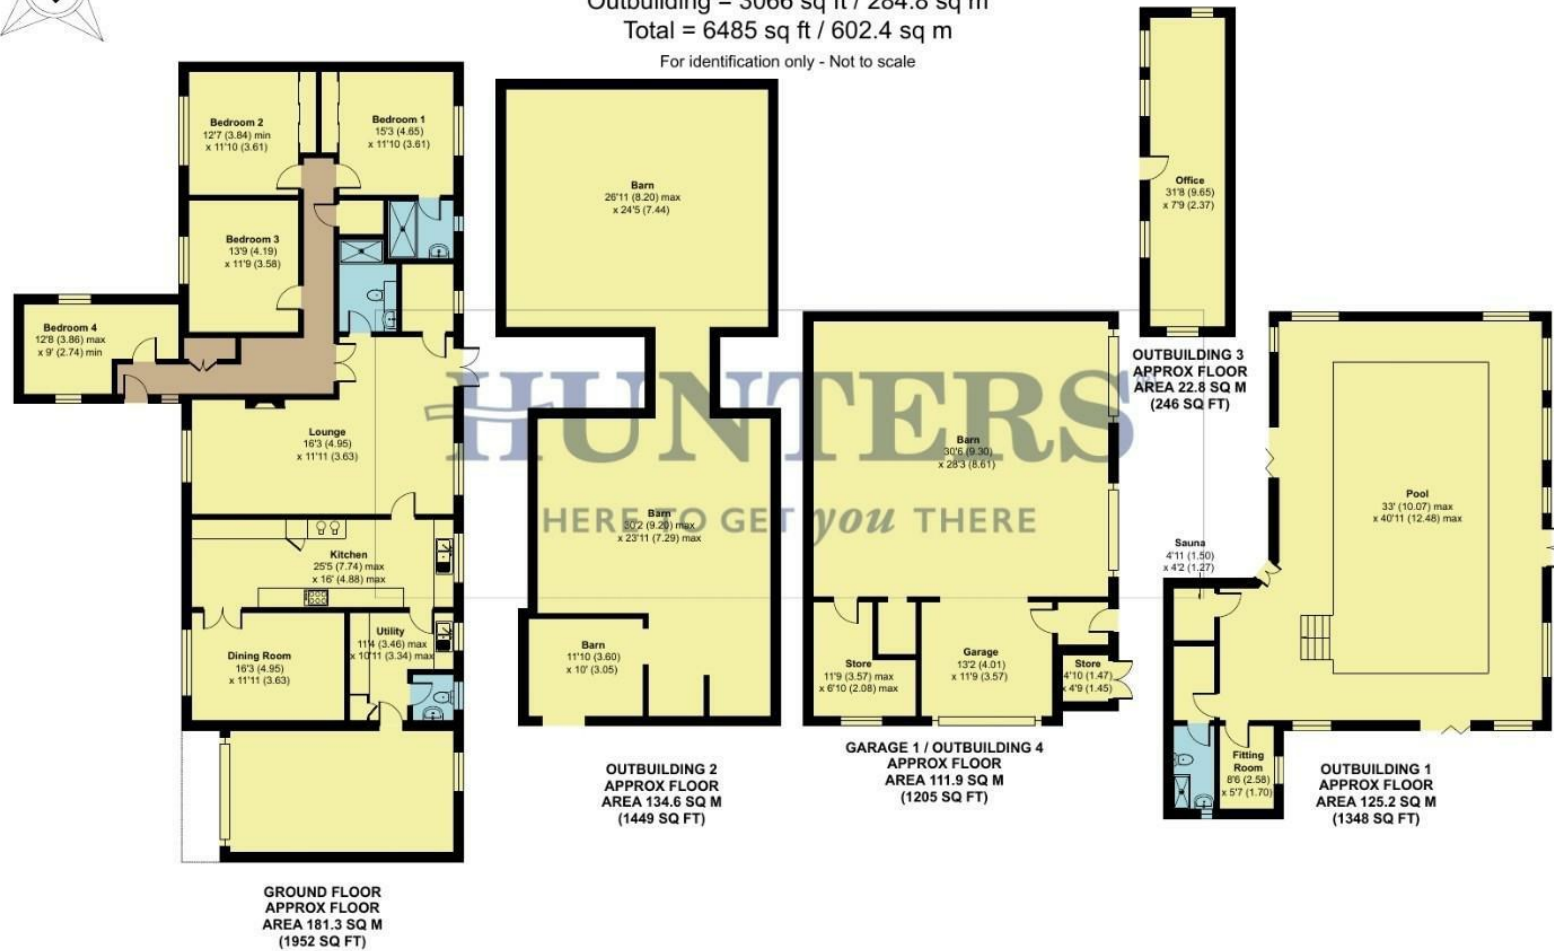 Outbuilding = 3066 sq ft / 284.8 sq m
Total = 6485 sq ft / 602.4 sq m
For identification only - Not to scale
Bedroom 2
12'7 (3.84) min
x 11'10 (3.61)
Bedroom 1
15'3 (4.65)
x 11'10 (3.61)
Bedroom 3
13'9 (4.19)
x 11'9 (3.58)
Bedroom 4
12'8 (3.86) max
x 9' (2.74) min
Lounge
16'3 (4.95)
x 11'11 (3.63)
Kitchen
25'5 (7.74) max
x 16' (4.88) max
Dining Room
16'3 (4.95)
x 11'11 (3.63)
Utility
11'4 (3.46) max
x 10'11 (3.34) max
GROUND FLOOR
APPROX FLOOR
AREA 181.3 SQ M
(1952 SQ FT)
Barn
26'11 (8.20) max
x 24'5 (7.44)
Barn
30'2 (9.20) max
x 23'11 (7.29) max
Barn
11'10 (3.60)
x 10' (3.05)
OUTBUILDING 2
APPROX FLOOR
AREA 134.6 SQ M
(1449 SQ FT)
HUNTERS
HERE TO GET you THERE
Barn
30'6 (9.30)
x 28'3 (8.61)
Store
11'9 (3.57) max
x 6'10 (2.08) max
Garage
13'2 (4.01)
x 11'9 (3.57)
Store
4'10 (1.47)
x 4'9 (1.45)
GARAGE 1 / OUTBUILDING 4
APPROX FLOOR
AREA 111.9 SQ M
(1205 SQ FT)
Office
31'8 (9.65)
x 7'9 (2.37)
OUTBUILDING 3
APPROX FLOOR
AREA 22.8 SQ M
(246 SQ FT)
Pool
33' (10.07) max
x 40'11 (12.48) max
Sauna
4'11 (1.50)
x 4'2 (1.27)
Fitting
Room
8'6 (2.58)
x 5'7 (1.70)
OUTBUILDING 1
APPROX FLOOR
AREA 125.2 SQ M
(1348 SQ FT)